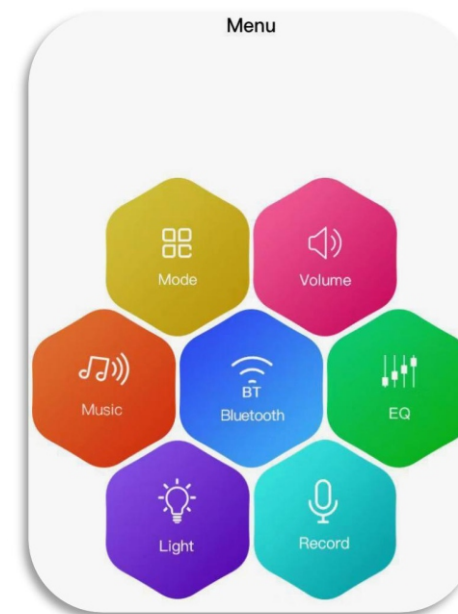 Menu
Mode
Volume
Music
BT
Bluetooth
EQ
Light
Record